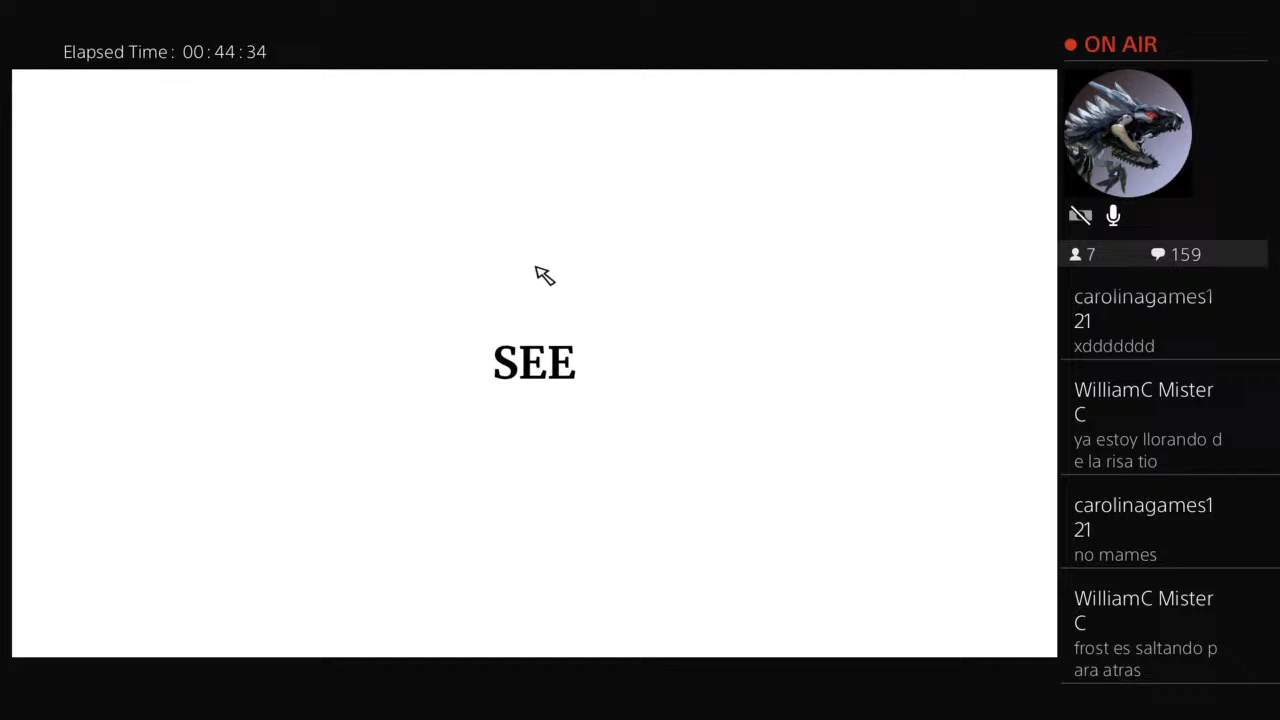 Elapsed Time: 00:44:34
ON AIR
7 159
carolinagames1
21
xddddddd
WilliamC Mister
C
ya estoy llorando d
e la risa tio
carolinagames1
21
no mames
WilliamC Mister
C
frost es saltando p
ara atras
SEE